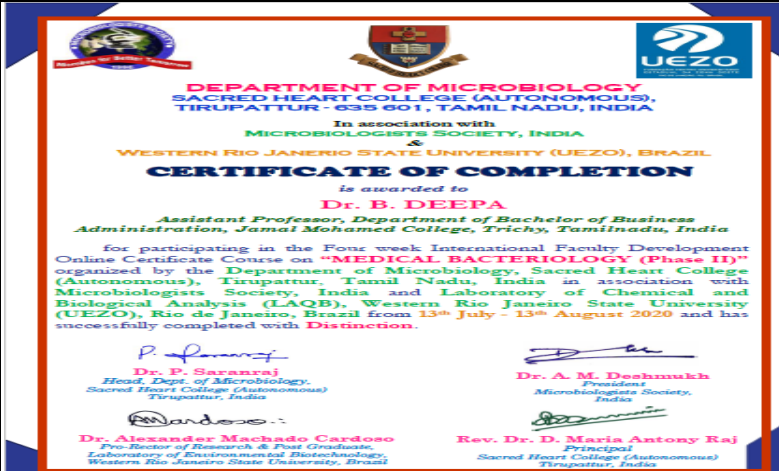 MICROBIOLOGISTS SOCIETY
UEZO
DEPARTMENT OF MICROBIOLOGY
SACRED HEART COLLEGE (AUTONOMOUS),
TIRUPATTUR - 635 601, TAMIL NADU, INDIA
In association with
MICROBIOLOGISTS SOCIETY, INDIA
&
WESTERN RIO JANERIO STATE UNIVERSITY (UEZO), BRAZIL
CERTIFICATE OF COMPLETION
is awarded to
Dr. B. DEEPA
Assistant Professor, Department of Bachelor of Business
Administration, Jamal Mohamed College, Trichy, Tamilnadu, India
for participating in the Four week International Faculty Development
Online Certificate Course on "MEDICAL BACTERIOLOGY (Phase II)"
organized by the Department of Microbiology, Sacred Heart College
(Autonomous), Tirupattur, Tamil Nadu, India in association with
Microbiologists Society, India and Laboratory of Chemical and
Biological Analysis (LAQB), Western Rio Janeiro State University
(UEZO), Rio de Janeiro, Brazil from 13th July - 13th August 2020 and has
successfully completed with Distinction.
Dr. P. Saranraj
Head, Dept. of Microbiology,
Sacred Heart College (Autonomous)
Tirupattur, India
Dr. A. M. Deshmukh
President
Microbiologists Society,
India
Dr. Alexander Machado Cardoso
Pro-Rector of Research & Post Graduate,
Laboratory of Environmental Biotechnology,
Western Rio Janeiro State University, Brazil
Rev. Dr. D. Maria Antony Raj
Principal
Sacred Heart College (Autonomous)
Tirupattur, India